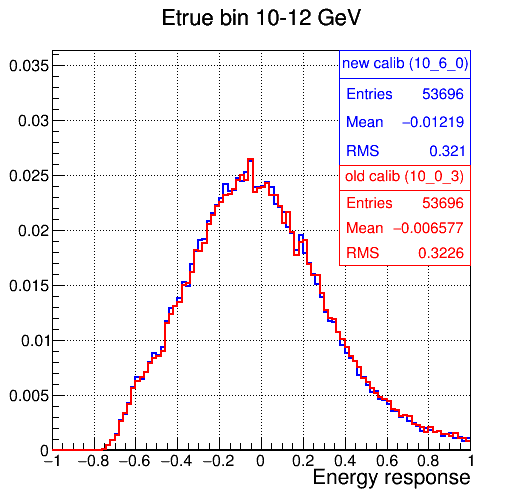 Etrue bin 10-12 GeV
new calib (10_6_0)
Entries 53696
Mean −0.01219
RMS 0.321
old calib (10_0_3)
Entries 53696
Mean −0.006577
RMS 0.3226
0.035
0.03
0.025
0.02
0.015
0.01
0.005
0
−1 −0.8 −0.6 −0.4 −0.2 0 0.2 0.4 0.6 0.8 1
Energy response